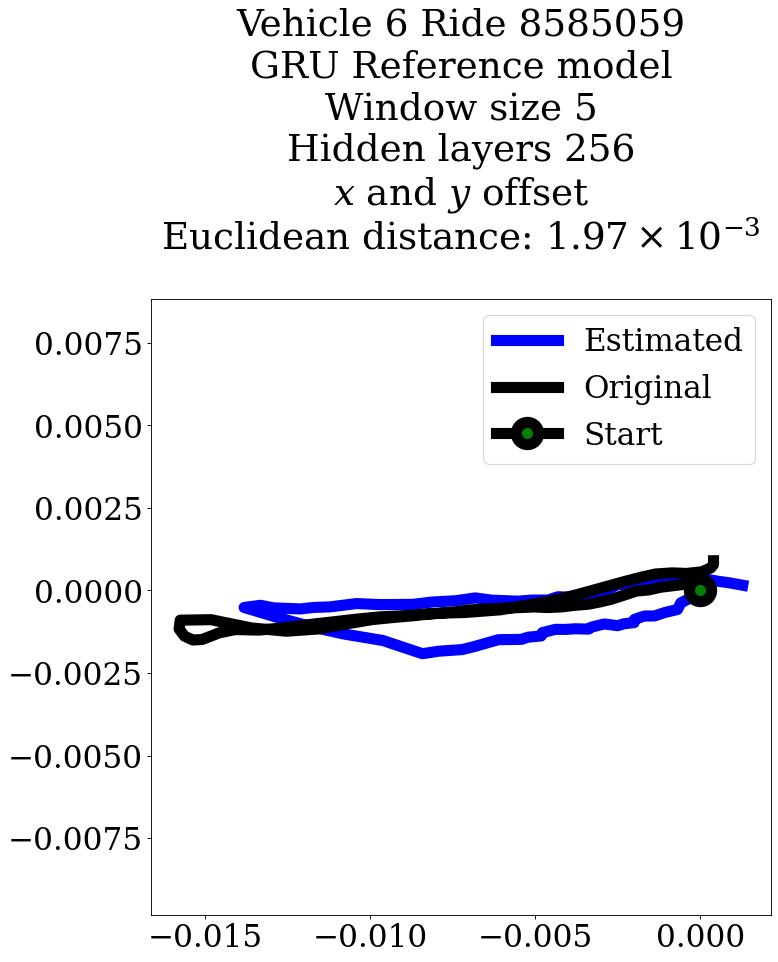 Vehicle 6 Ride 8585059
GRU Reference model
Window size 5
Hidden layers 256
x and y offset
Euclidean distance: 1.97 × 10⁻³
Estimated
Original
Start
0.0075
0.0050
0.0025
0.0000
−0.0025
−0.0050
−0.0075
−0.015 −0.010 −0.005 0.000